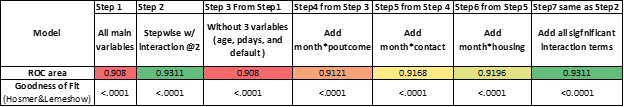 Model
Step 1
Step 2
Step 3 From Step1
Step4 from Step 3
Step5 from Step 4
Step6 from Step 5
Step7 same as Step2
All main
variables
Stepwise w/
interaction @2
Without 3 variables
(age, pdays, and
default )
Add
month*poutcome
Add
month*contact
Add
month*housing
Add all significant
interaction terms
ROC area
0.908
0.9311
0.908
0.9121
0.9168
0.9196
0.9311
Goodness of Fit
(Hosmer&Lemeshow)
<.0001
<.0001
<.0001
<.0001
<.0001
<.0001
<0.0001